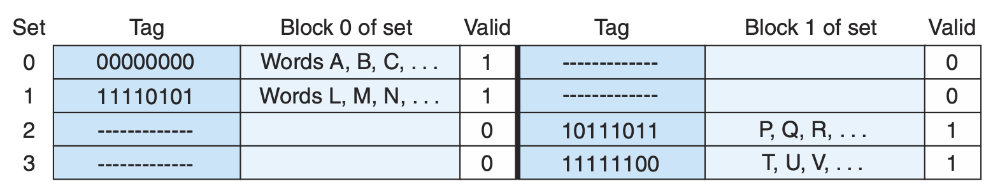 Set Tag Block 0 of set Valid Tag Block 1 of set Valid
0 00000000 Words A, B, C, . . . 1 ------------- 0
1 11110101 Words L, M, N, . . . 1 ------------- 0
2 ------------- 0 10111011 P, Q, R, . . . 1
3 ------------- 0 11111100 T, U, V, . . . 1